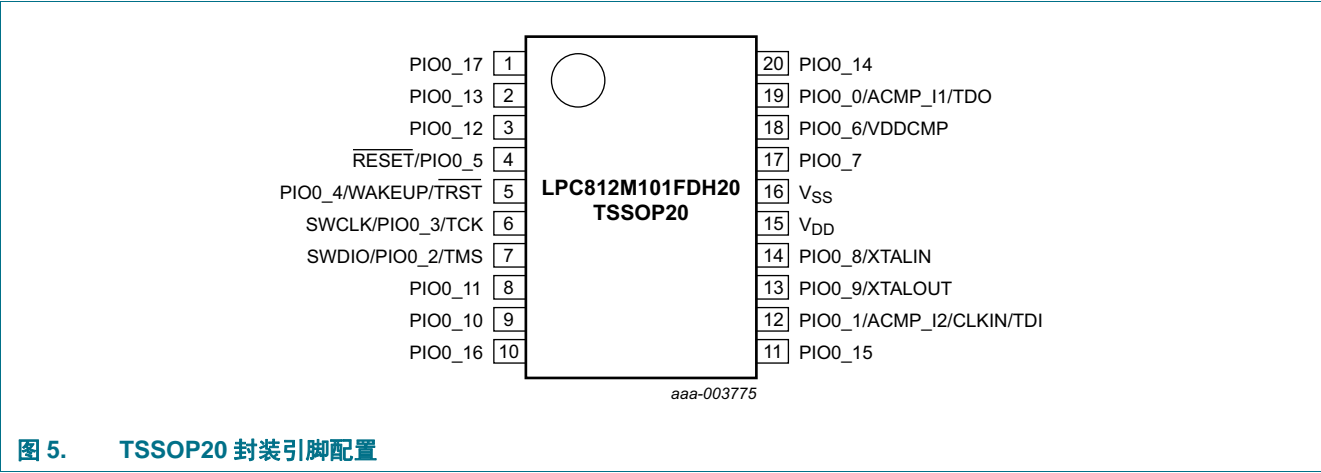 PIO0_17 1
PIO0_13 2
PIO0_12 3
RESET/PIO0_5 4
PIO0_4/WAKEUP/TRST 5
SWCLK/PIO0_3/TCK 6
SWDIO/PIO0_2/TMS 7
PIO0_11 8
PIO0_10 9
PIO0_16 10
LPC812M101FDH20
TSSOP20
20 PIO0_14
19 PIO0_0/ACMP_I1/TDO
18 PIO0_6/VDDCMP
17 PIO0_7
16 VSS
15 VDD
14 PIO0_8/XTALIN
13 PIO0_9/XTALOUT
12 PIO0_1/ACMP_I2/CLKIN/TDI
11 PIO0_15
aaa-003775
图 5. TSSOP20 封装引脚配置